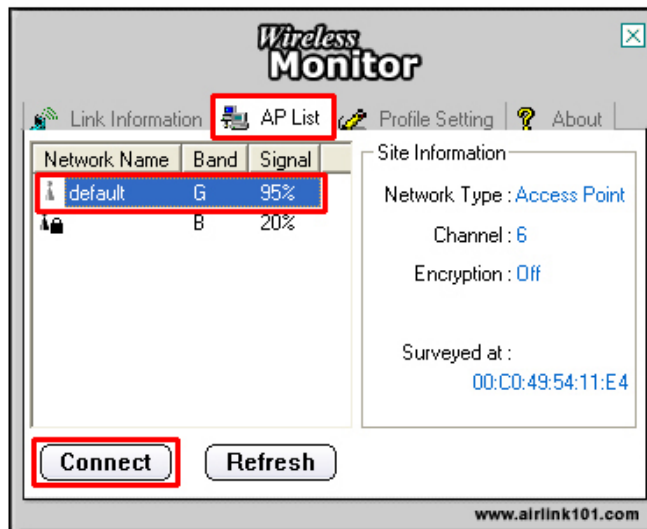 Wireless
Monitor
Link Information AP List Profile Setting ? About
Network Name Band Signal
default G 95%
B 20%
Site Information
Network Type : Access Point
Channel : 6
Encryption : Off
Surveyed at :
00:C0:49:54:11:E4
Connect Refresh
www.airlink101.com